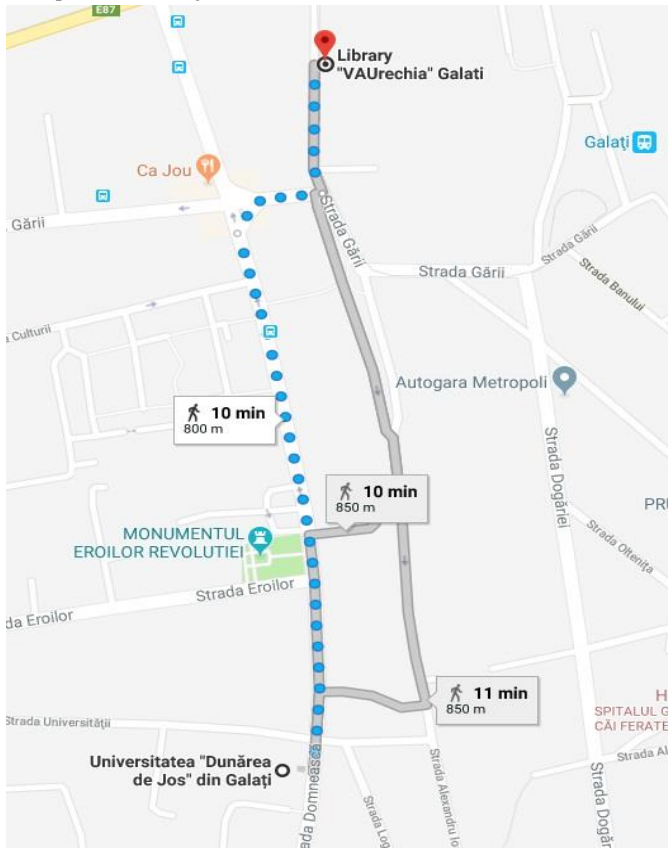 E87
Library
"VAUrechia" Galati
Galați
Ca Jou
Gării
Strada Gării
Strada Gării
Strada Gării
Strada Banului
a Culturii
Autogara Metropoli
10 min
800 m
10 min
850 m
Strada Dogăriei
PR
MONUMENTUL
EROILOR REVOLUTIEI
Strada Oltenița
Strada Eroilor
da Eroilor
11 min
850 m
H
SPITALUL G
CĂI FERATE
Strada Universității
Strada Al
Universitatea "Dunărea
de Jos" din Galați
ada Domnească
Strada Alexandru Io
Strada Log
Strada Dogăr